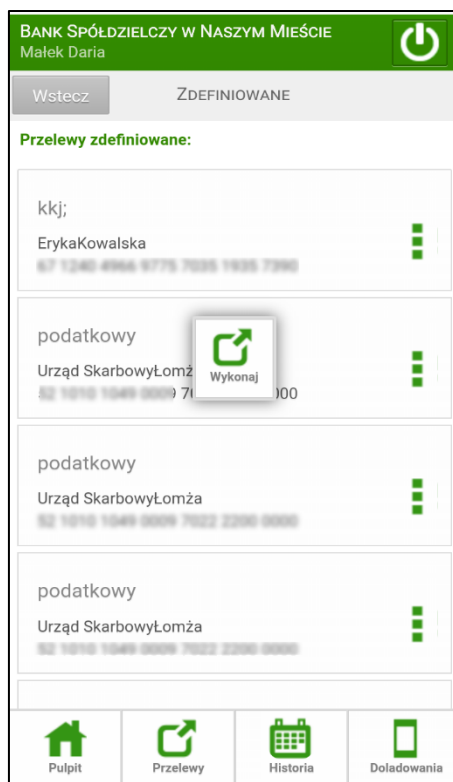 BANK SPÓŁDZIELCZY W NASZYM MIEŚCIE
Małek Daria
Wstecz
ZDEFINIOWANE
Przelewy zdefiniowane:
kkj;
ErykaKowalska
podatkowy
Urząd SkarbowyŁomż
Wykonaj
podatkowy
Urząd SkarbowyŁomża
podatkowy
Urząd SkarbowyŁomża
Pulpit
Przelewy
Historia
Doladowania